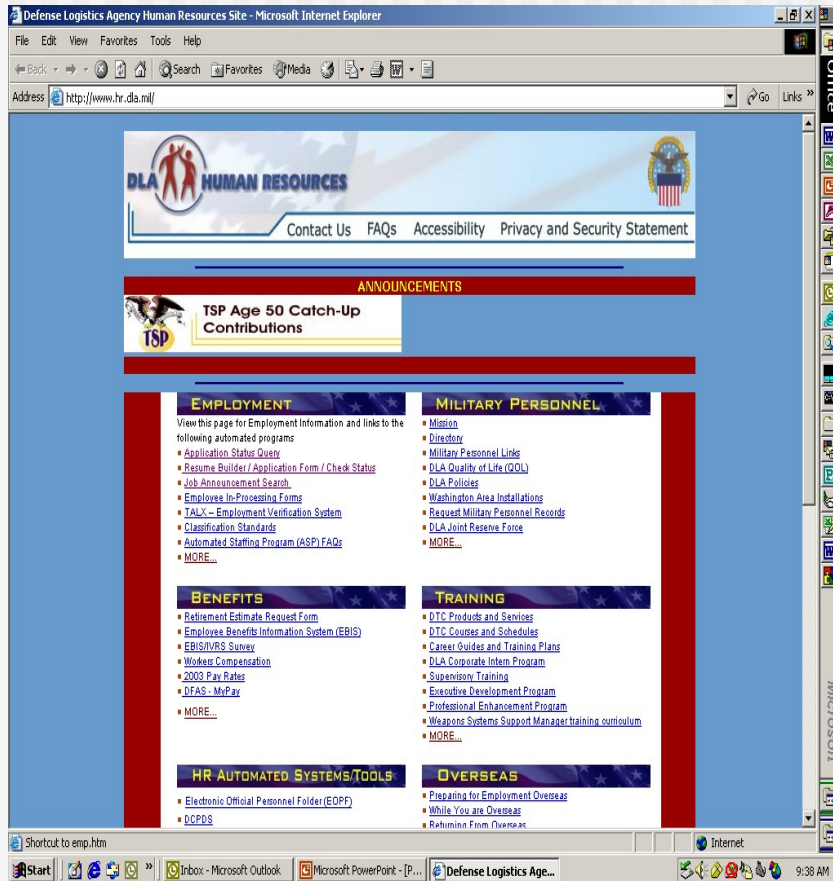 Defense Logistics Agency Human Resources Site - Microsoft Internet Explorer
File Edit View Favorites Tools Help
Back Search Favorites Media
Address http://www.hr.dla.mil/ Go Links »
Office
DLA HUMAN RESOURCES
Contact Us FAQs Accessibility Privacy and Security Statement
ANNOUNCEMENTS
TSP
TSP Age 50 Catch-Up
Contributions
EMPLOYMENT
View this page for Employment Information and links to the
following automated programs
Application Status Query
Resume Builder / Application Form / Check Status
Job Announcement Search
Employee In-Processing Forms
TALX – Employment Verification System
Classification Standards
Automated Staffing Program (ASP) FAQs
MORE...
MILITARY PERSONNEL
Mission
Directory
Military Personnel Links
DLA Quality of Life (QOL)
DLA Policies
Washington Area Installations
Request Military Personnel Records
DLA Joint Reserve Force
MORE...
BENEFITS
Retirement Estimate Request Form
Employee Benefits Information System (EBIS)
EBIS/IVRS Survey
Workers Compensation
2003 Pay Rates
DFAS - MyPay
MORE...
TRAINING
DTC Products and Services
DTC Courses and Schedules
Career Guides and Training Plans
DLA Corporate Intern Program
Supervisory Training
Executive Development Program
Professional Enhancement Program
Weapons Systems Support Manager training curriculum
MORE...
HR AUTOMATED SYSTEMS/TOOLS
Electronic Official Personnel Folder (EOPF)
DCPDS
OVERSEAS
Preparing for Employment Overseas
While You are Overseas
Returning From Overseas
Microsoft
Shortcut to emp.htm Internet
Start » Inbox - Microsoft Outlook Microsoft PowerPoint - [P... Defense Logistics Age... 9:38 AM